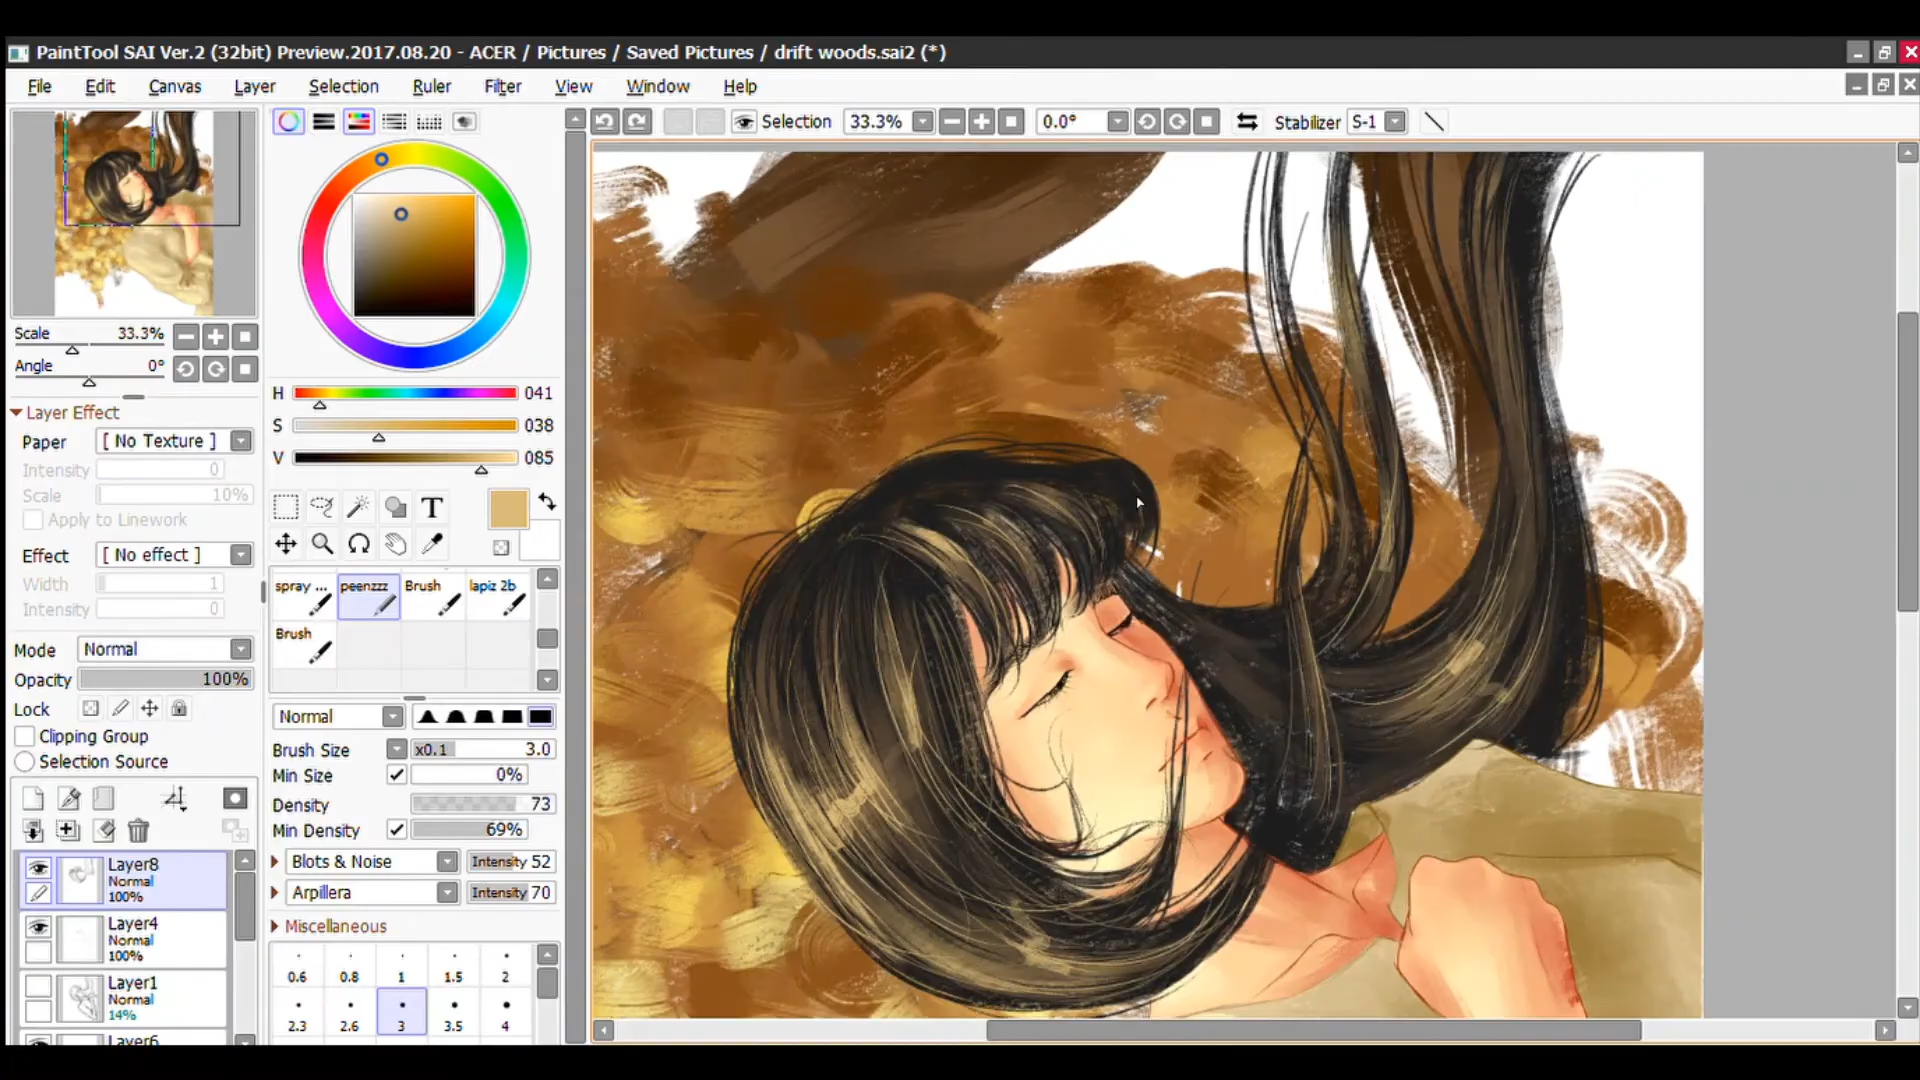 PaintTool SAI Ver.2 (32bit) Preview.2017.08.20 - ACER / Pictures / Saved Pictures / drift woods.sai2 (*)
File Edit Canvas Layer Selection Ruler Filter View Window Help
Selection 33.3% 0.0° Stabilizer S-1
Scale 33.3%
Angle 0°
Layer Effect
Paper [ No Texture ]
Intensity 0
Scale 10%
Apply to Linework
Effect [ No effect ]
Width 1
Intensity 0
Mode Normal
Opacity 100%
Lock
Clipping Group
Selection Source
Layer8
Normal
100%
Layer4
Normal
100%
Layer1
Normal
14%
Layer6
H 041
S 038
V 085
T
spray ... peenzzz Brush lapiz 2b
Brush
Normal
Brush Size x0.1 3.0
Min Size 0%
Density 73
Min Density 69%
Blots & Noise Intensity 52
Arpillera Intensity 70
Miscellaneous
0.6 0.8 1 1.5 2
2.3 2.6 3 3.5 4